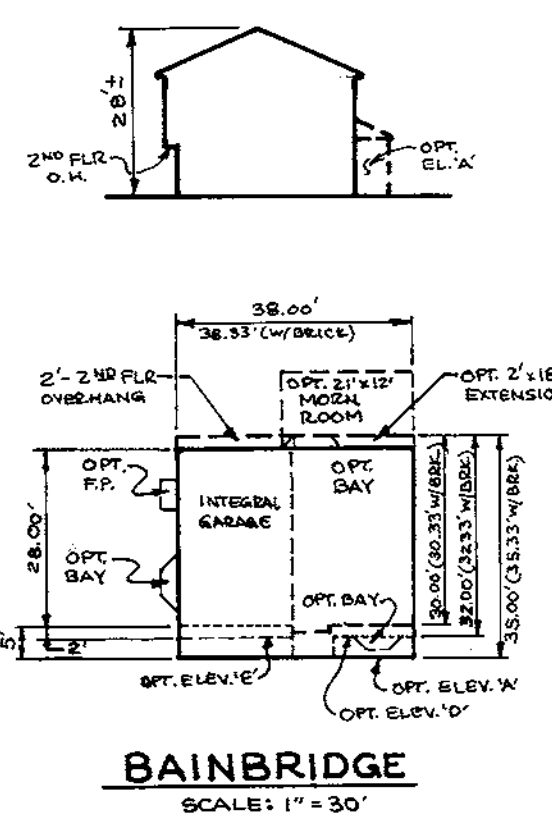 28'±
2ND FLR
O.H.
OPT.
EL.'A'
38.00'
38.33'(W/BRICK)
2'-2ND FLR
OVERHANG
OPT. 21'x12'
MORN
ROOM
OPT. 2'x18
EXTENSIO
OPT.
F.P.
OPT.
BAY
INTEGRAL
GARAGE
28.00'
OPT.
BAY
30.00'(30.33'W/BRK)
32.00'(32.33'W/BRK)
35.00'(35.33'W/BRK)
OPT. BAY
5'
2'
OPT. ELEV.'E'
OPT. ELEV.'A'
OPT. ELEV.'D'
BAINBRIDGE
SCALE: 1" = 30'